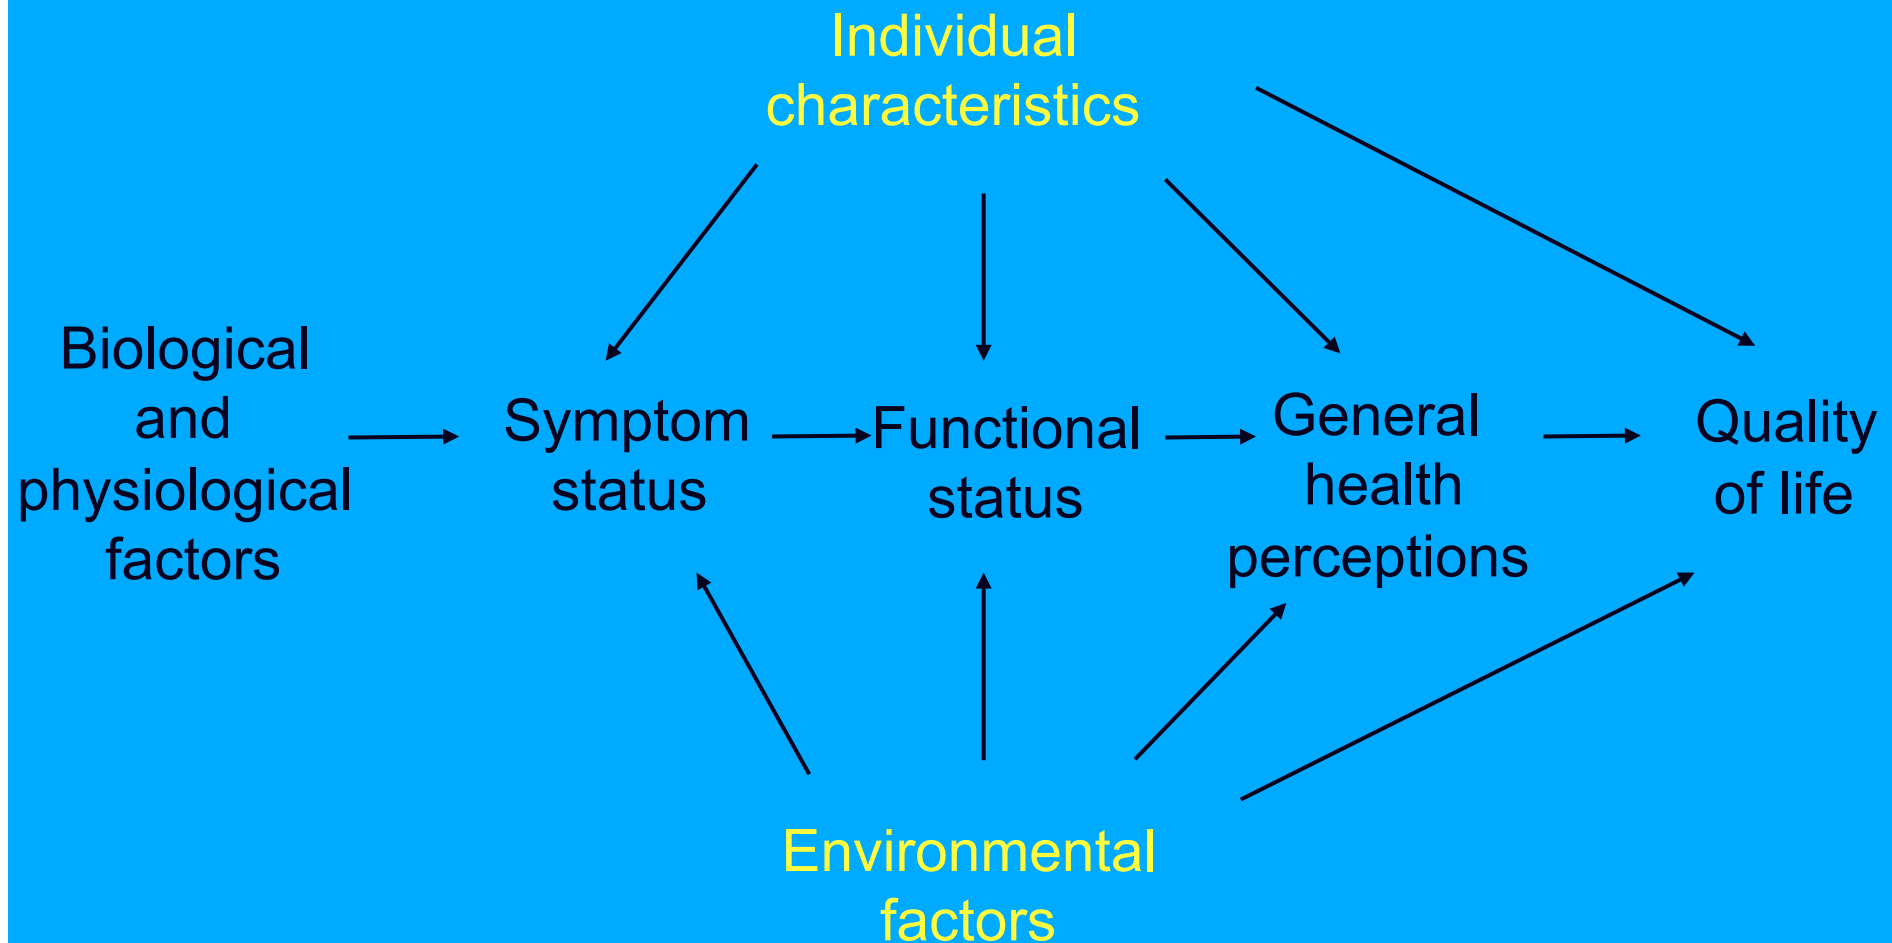 Individual
characteristics
Biological
and
physiological
factors
Symptom
status
Functional
status
General
health
perceptions
Quality
of life
Environmental
factors